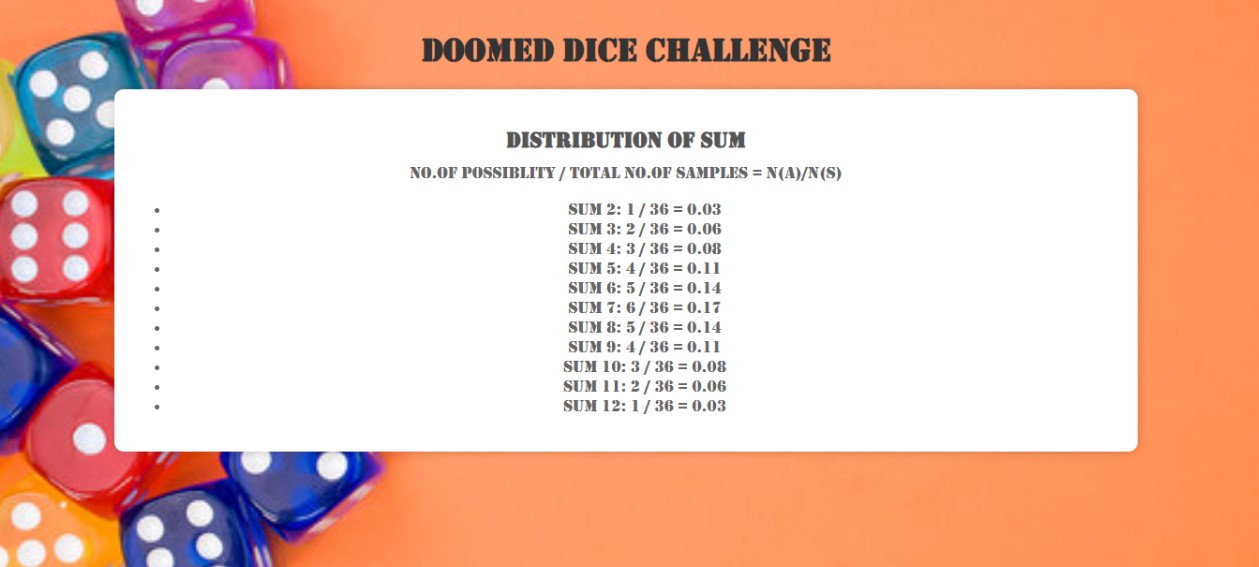 DOOMED DICE CHALLENGE
DISTRIBUTION OF SUM
NO.OF POSSIBLITY / TOTAL NO.OF SAMPLES = N(A)/N(S)
SUM 2: 1 / 36 = 0.03
SUM 3: 2 / 36 = 0.06
SUM 4: 3 / 36 = 0.08
SUM 5: 4 / 36 = 0.11
SUM 6: 5 / 36 = 0.14
SUM 7: 6 / 36 = 0.17
SUM 8: 5 / 36 = 0.14
SUM 9: 4 / 36 = 0.11
SUM 10: 3 / 36 = 0.08
SUM 11: 2 / 36 = 0.06
SUM 12: 1 / 36 = 0.03